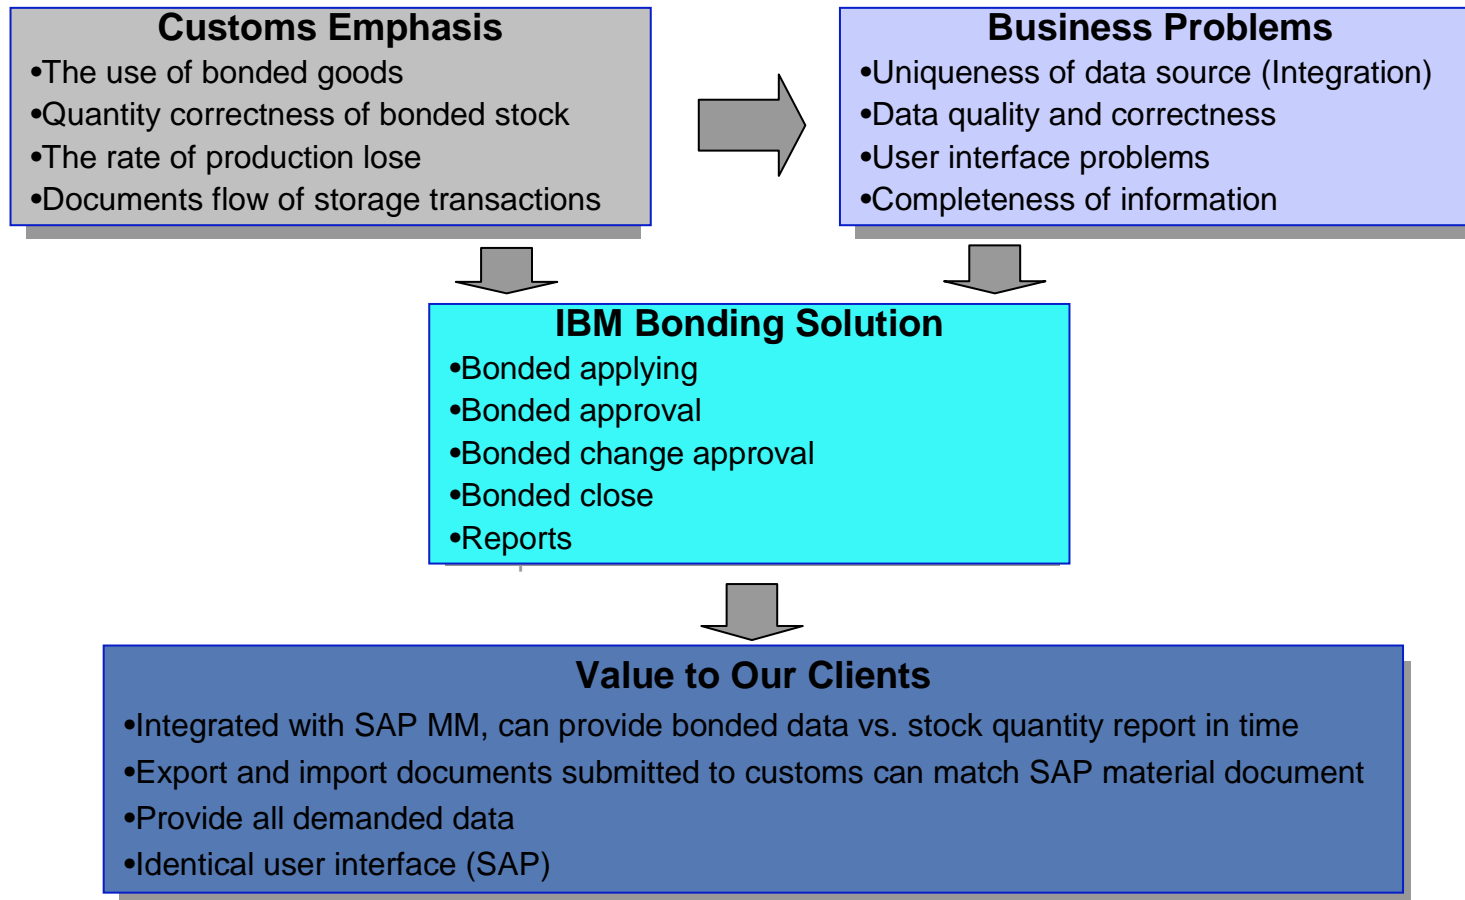 Customs Emphasis
•The use of bonded goods
•Quantity correctness of bonded stock
•The rate of production lose
•Documents flow of storage transactions
Business Problems
•Uniqueness of data source (Integration)
•Data quality and correctness
•User interface problems
•Completeness of information
IBM Bonding Solution
•Bonded applying
•Bonded approval
•Bonded change approval
•Bonded close
•Reports
Value to Our Clients
•Integrated with SAP MM, can provide bonded data vs. stock quantity report in time
•Export and import documents submitted to customs can match SAP material document
•Provide all demanded data
•Identical user interface (SAP)